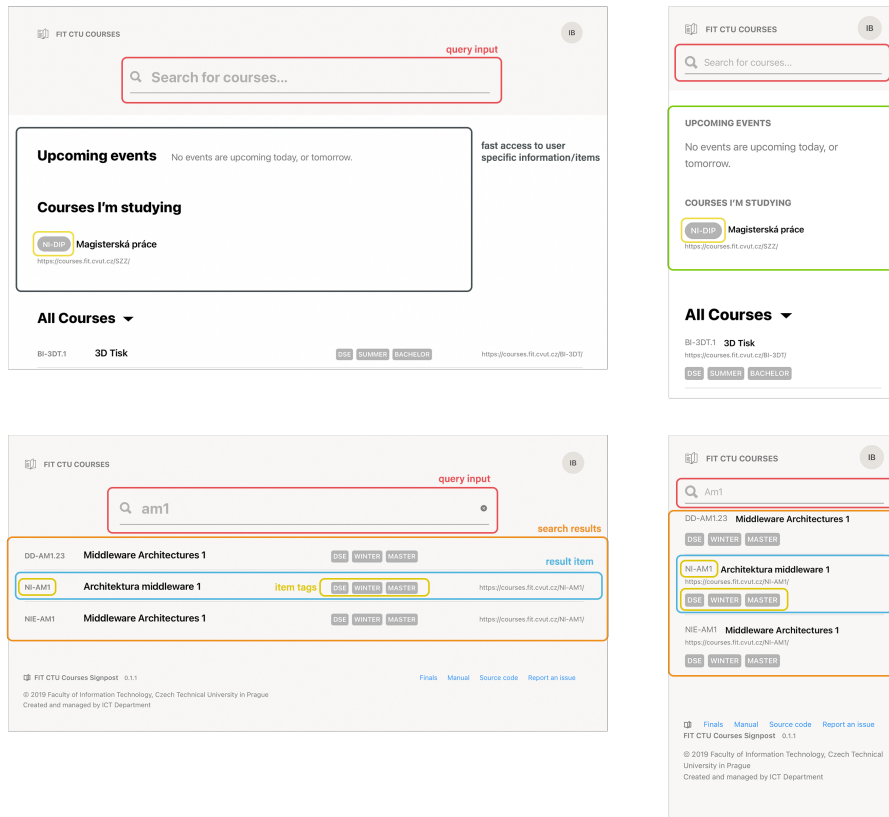 FIT CTU COURSES
IB
query input
Search for courses...
Upcoming events No events are upcoming today, or tomorrow.
fast access to user
specific information/items
Courses I'm studying
NI-DIP Magisterská práce
https://courses.fit.cvut.cz/SZZ/
All Courses
BI-3DT.1 3D Tisk DSE SUMMER BACHELOR https://courses.fit.cvut.cz/BI-3DT/
FIT CTU COURSES
IB
Search for courses...
UPCOMING EVENTS
No events are upcoming today, or
tomorrow.
COURSES I'M STUDYING
NI-DIP Magisterská práce
https://courses.fit.cvut.cz/SZZ/
All Courses
BI-3DT.1 3D Tisk
https://courses.fit.cvut.cz/BI-3DT/
DSE SUMMER BACHELOR
FIT CTU COURSES
IB
query input
am1
search results
DD-AM1.23 Middleware Architectures 1 DSE WINTER MASTER
result item
NI-AM1 Architektura middleware 1 item tags DSE WINTER MASTER https://courses.fit.cvut.cz/NI-AM1/
NIE-AM1 Middleware Architectures 1 DSE WINTER MASTER https://courses.fit.cvut.cz/NI-AM1/
FIT CTU Courses Signpost 0.1.1 Finals Manual Source code Report an issue
© 2019 Faculty of Information Technology, Czech Technical University in Prague
Created and managed by ICT Department
FIT CTU COURSES
IB
Am1
DD-AM1.23 Middleware Architectures 1
DSE WINTER MASTER
NI-AM1 Architektura middleware 1
https://courses.fit.cvut.cz/NI-AM1/
DSE WINTER MASTER
NIE-AM1 Middleware Architectures 1
https://courses.fit.cvut.cz/NI-AM1/
DSE WINTER MASTER
Finals Manual Source code Report an issue
FIT CTU Courses Signpost 0.1.1
© 2019 Faculty of Information Technology, Czech Technical
University in Prague
Created and managed by ICT Department